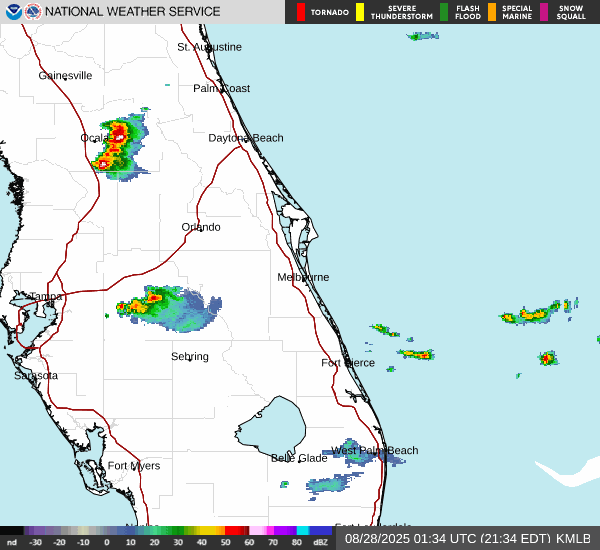 NATIONAL WEATHER SERVICE
TORNADO
SEVERE THUNDERSTORM
FLASH FLOOD
SPECIAL MARINE
SNOW SQUALL
St. Augustine
Gainesville
Palm Coast
Ocala
Daytona Beach
Orlando
Melbourne
Tampa
Sebring
Fort Pierce
Sarasota
West Palm Beach
Belle Glade
Fort Myers
nd -30 -20 -10 0 10 20 30 40 50 60 70 80 dBZ
08/28/2025 01:34 UTC (21:34 EDT) KMLB